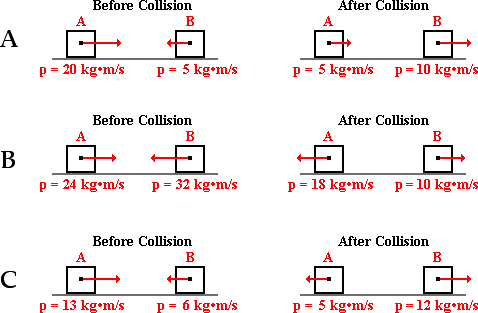 Before Collision After Collision
A B A B
A
p = 20 kg•m/s p = 5 kg•m/s p = 5 kg•m/s p = 10 kg•m/s
Before Collision After Collision
A B A B
B
p = 24 kg•m/s p = 32 kg•m/s p = 18 kg•m/s p = 10 kg•m/s
Before Collision After Collision
A B A B
C
p = 13 kg•m/s p = 6 kg•m/s p = 5 kg•m/s p = 12 kg•m/s